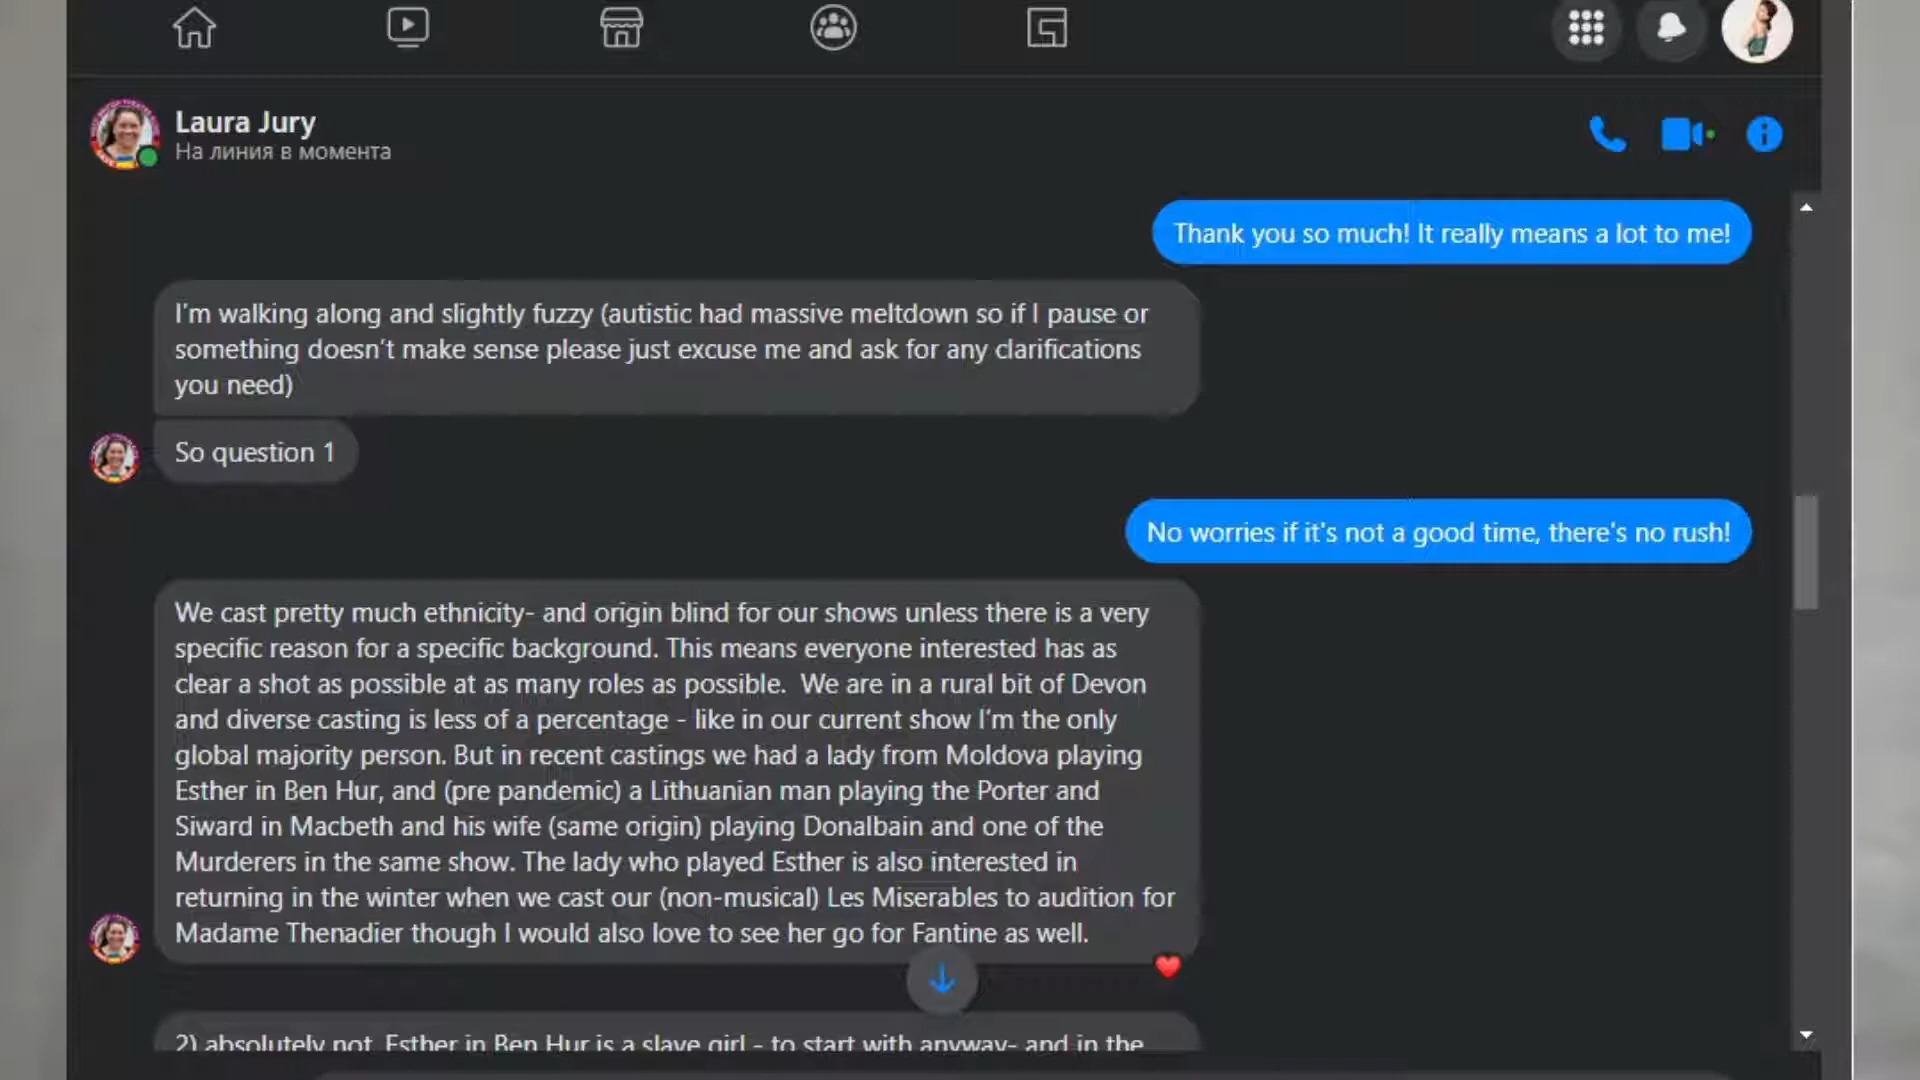 Laura Jury
На линия в момента
Thank you so much! It really means a lot to me!
I'm walking along and slightly fuzzy (autistic had massive meltdown so if I pause or
something doesn't make sense please just excuse me and ask for any clarifications
you need)
So question 1
No worries if it's not a good time, there's no rush!
We cast pretty much ethnicity- and origin blind for our shows unless there is a very
specific reason for a specific background. This means everyone interested has as
clear a shot as possible at as many roles as possible.  We are in a rural bit of Devon
and diverse casting is less of a percentage - like in our current show I'm the only
global majority person. But in recent castings we had a lady from Moldova playing
Esther in Ben Hur, and (pre pandemic) a Lithuanian man playing the Porter and
Siward in Macbeth and his wife (same origin) playing Donalbain and one of the
Murderers in the same show. The lady who played Esther is also interested in
returning in the winter when we cast our (non-musical) Les Miserables to audition for
Madame Thenadier though I would also love to see her go for Fantine as well.
2) absolutely not. Esther in Ben Hur is a slave girl - to start with anyway- and in the